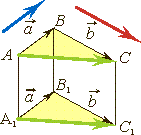 a⃗ B b⃗
A C
a⃗ B₁ b⃗
A₁ C₁